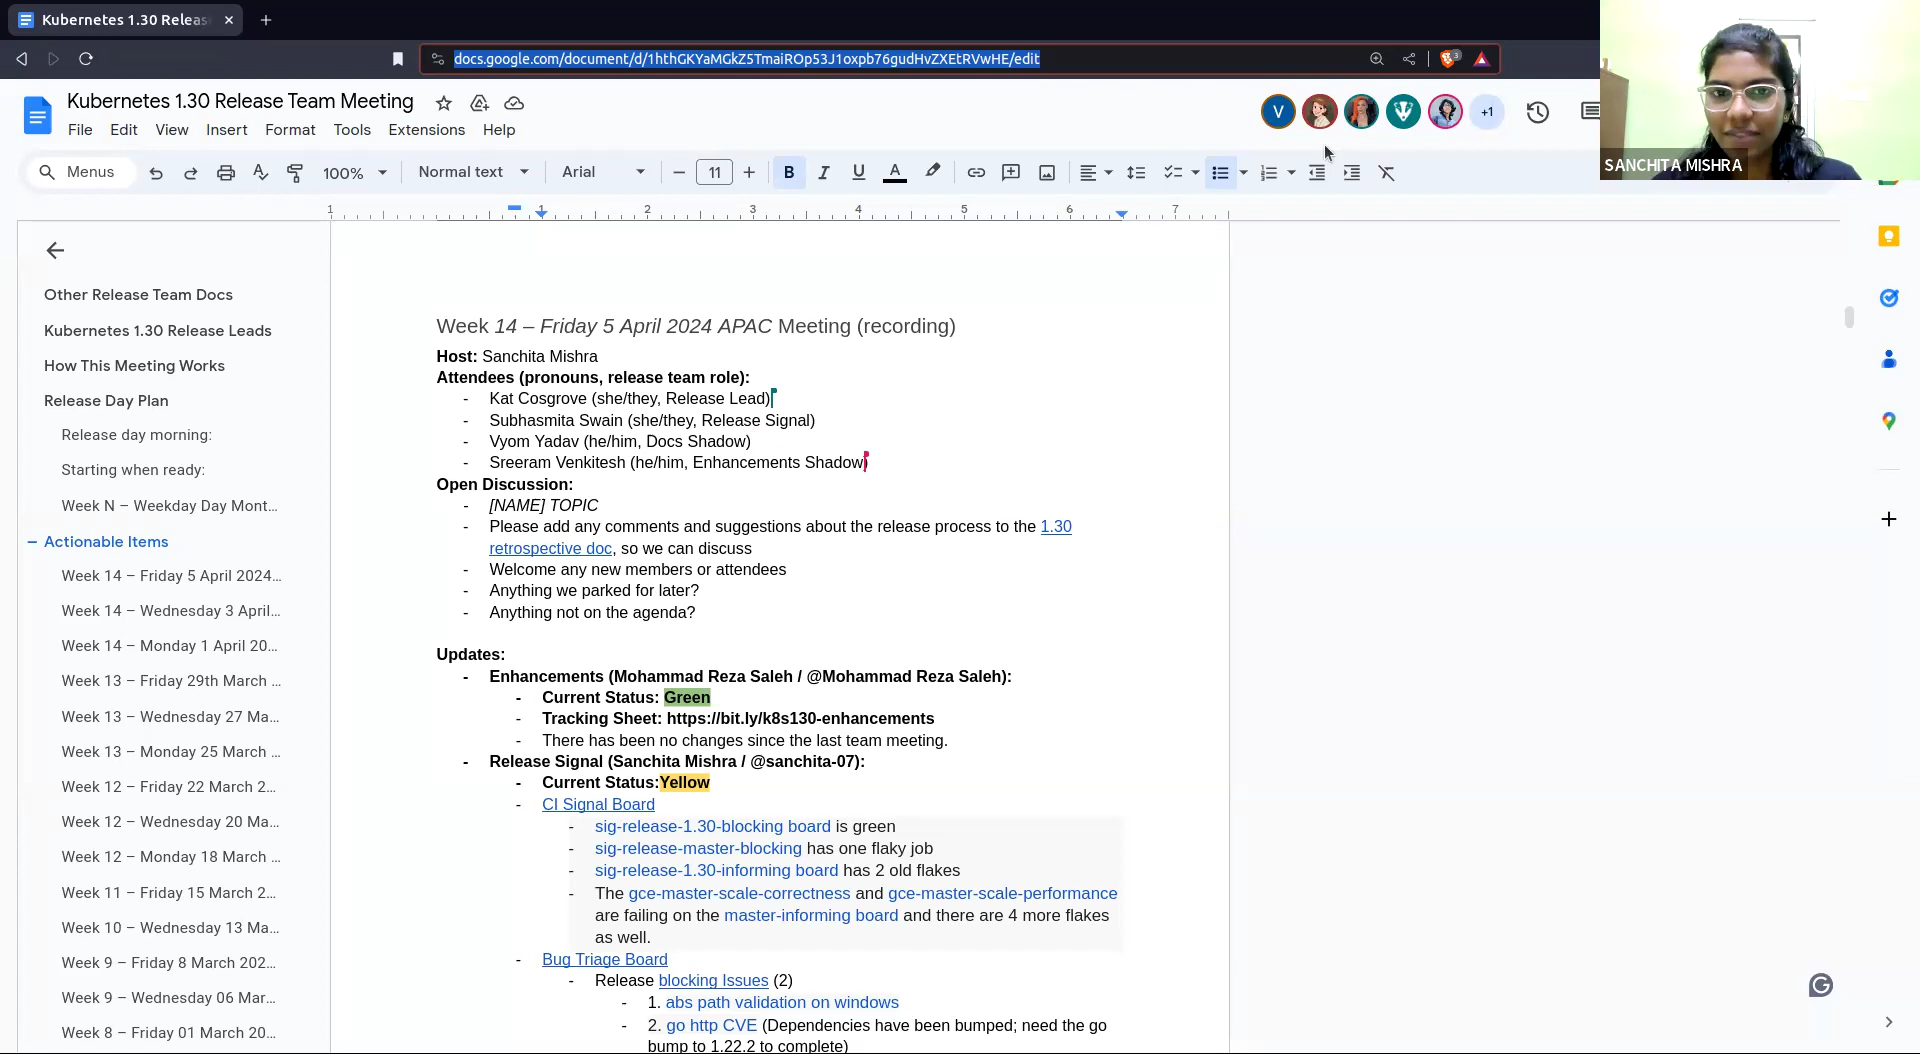 Kubernetes 1.30 Releas
docs.google.com/document/d/1hthGKYaMGkZ5TmaiROp53J1oxpb76gudHvZXEtRVwHE/edit
3
Kubernetes 1.30 Release Team Meeting
V
+1
File Edit View Insert Format Tools Extensions Help
SANCHITA MISHRA
Menus
100%
Normal text
Arial
11
B I U A
1 1 2 3 4 5 6 7
Other Release Team Docs
Kubernetes 1.30 Release Leads
How This Meeting Works
Release Day Plan
Release day morning:
Starting when ready:
Week N – Weekday Day Mont...
Actionable Items
Week 14 – Friday 5 April 2024...
Week 14 – Wednesday 3 April...
Week 14 – Monday 1 April 20...
Week 13 – Friday 29th March ...
Week 13 – Wednesday 27 Ma...
Week 13 – Monday 25 March ...
Week 12 – Friday 22 March 2...
Week 12 – Wednesday 20 Ma...
Week 12 – Monday 18 March ...
Week 11 – Friday 15 March 2...
Week 10 – Wednesday 13 Ma...
Week 9 – Friday 8 March 202...
Week 9 – Wednesday 06 Mar...
Week 8 – Friday 01 March 20...
Week 14 – Friday 5 April 2024 APAC Meeting (recording)
Host: Sanchita Mishra
Attendees (pronouns, release team role):
- Kat Cosgrove (she/they, Release Lead)
- Subhasmita Swain (she/they, Release Signal)
- Vyom Yadav (he/him, Docs Shadow)
- Sreeram Venkitesh (he/him, Enhancements Shadow)
Open Discussion:
- [NAME] TOPIC
- Please add any comments and suggestions about the release process to the 1.30
retrospective doc, so we can discuss
- Welcome any new members or attendees
- Anything we parked for later?
- Anything not on the agenda?
Updates:
- Enhancements (Mohammad Reza Saleh / @Mohammad Reza Saleh):
- Current Status: Green
- Tracking Sheet: https://bit.ly/k8s130-enhancements
- There has been no changes since the last team meeting.
- Release Signal (Sanchita Mishra / @sanchita-07):
- Current Status:Yellow
- CI Signal Board
- sig-release-1.30-blocking board is green
- sig-release-master-blocking has one flaky job
- sig-release-1.30-informing board has 2 old flakes
- The gce-master-scale-correctness and gce-master-scale-performance
are failing on the master-informing board and there are 4 more flakes
as well.
- Bug Triage Board
- Release blocking Issues (2)
- 1. abs path validation on windows
- 2. go http CVE (Dependencies have been bumped; need the go
bump to 1.22.2 to complete)